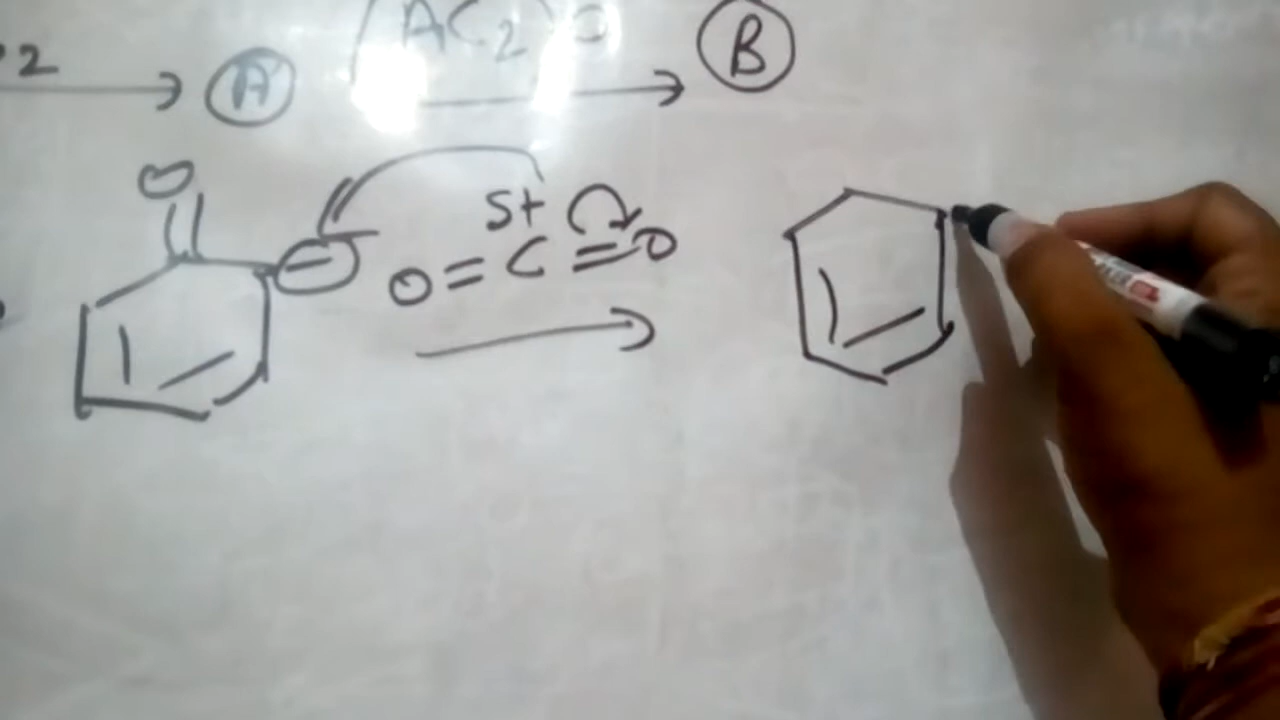 2 → A (AC2)O → B
O
S+
⊖ O = C = O
→